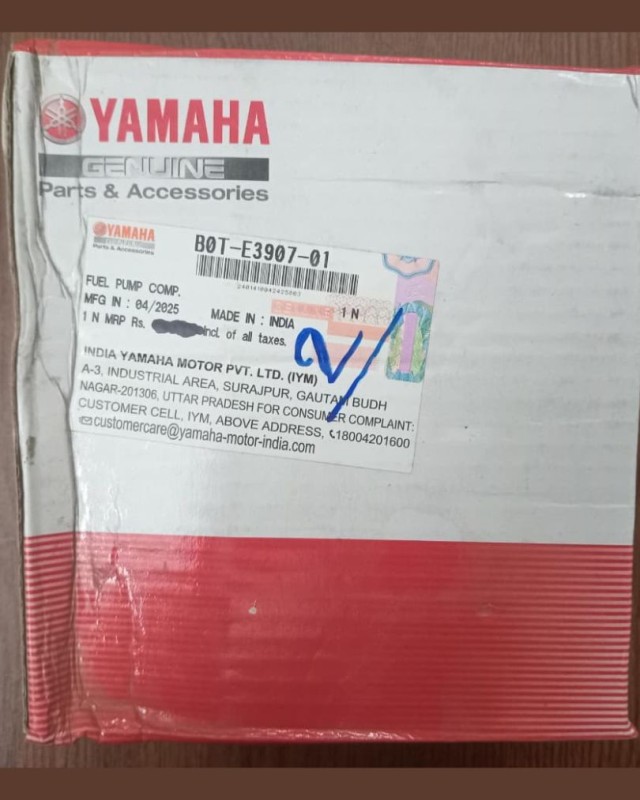 YAMAHA
GENUINE
Parts & Accessories
YAMAHA
Parts & Accessories
B0T-E3907-01
FUEL PUMP COMP.
MFG IN : 04/2025
MADE IN : INDIA
1 N
1 N MRP Rs. incl. of all taxes.
2/
INDIA YAMAHA MOTOR PVT. LTD. (IYM)
A-3, INDUSTRIAL AREA, SURAJPUR, GAUTAM BUDH
NAGAR-201306, UTTAR PRADESH FOR CONSUMER COMPLAINT:
CUSTOMER CELL, IYM, ABOVE ADDRESS, 18004201600
customercare@yamaha-motor-india.com